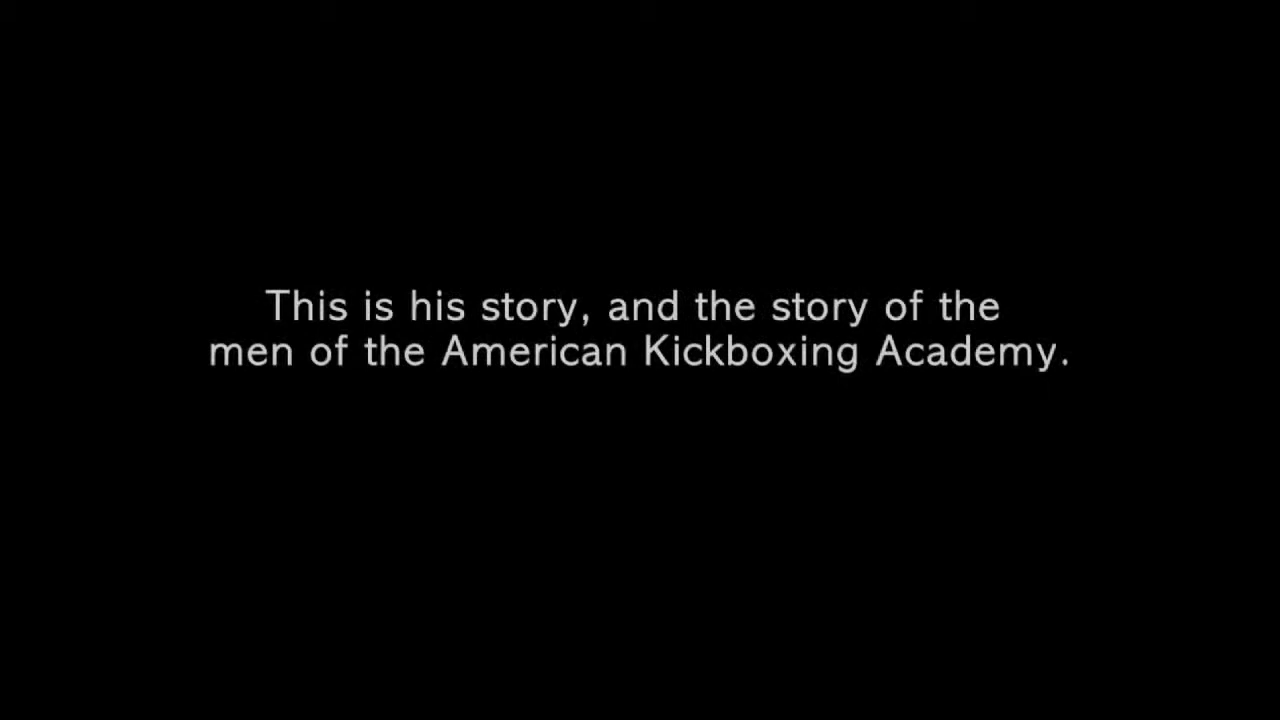 This is his story, and the story of the
men of the American Kickboxing Academy.